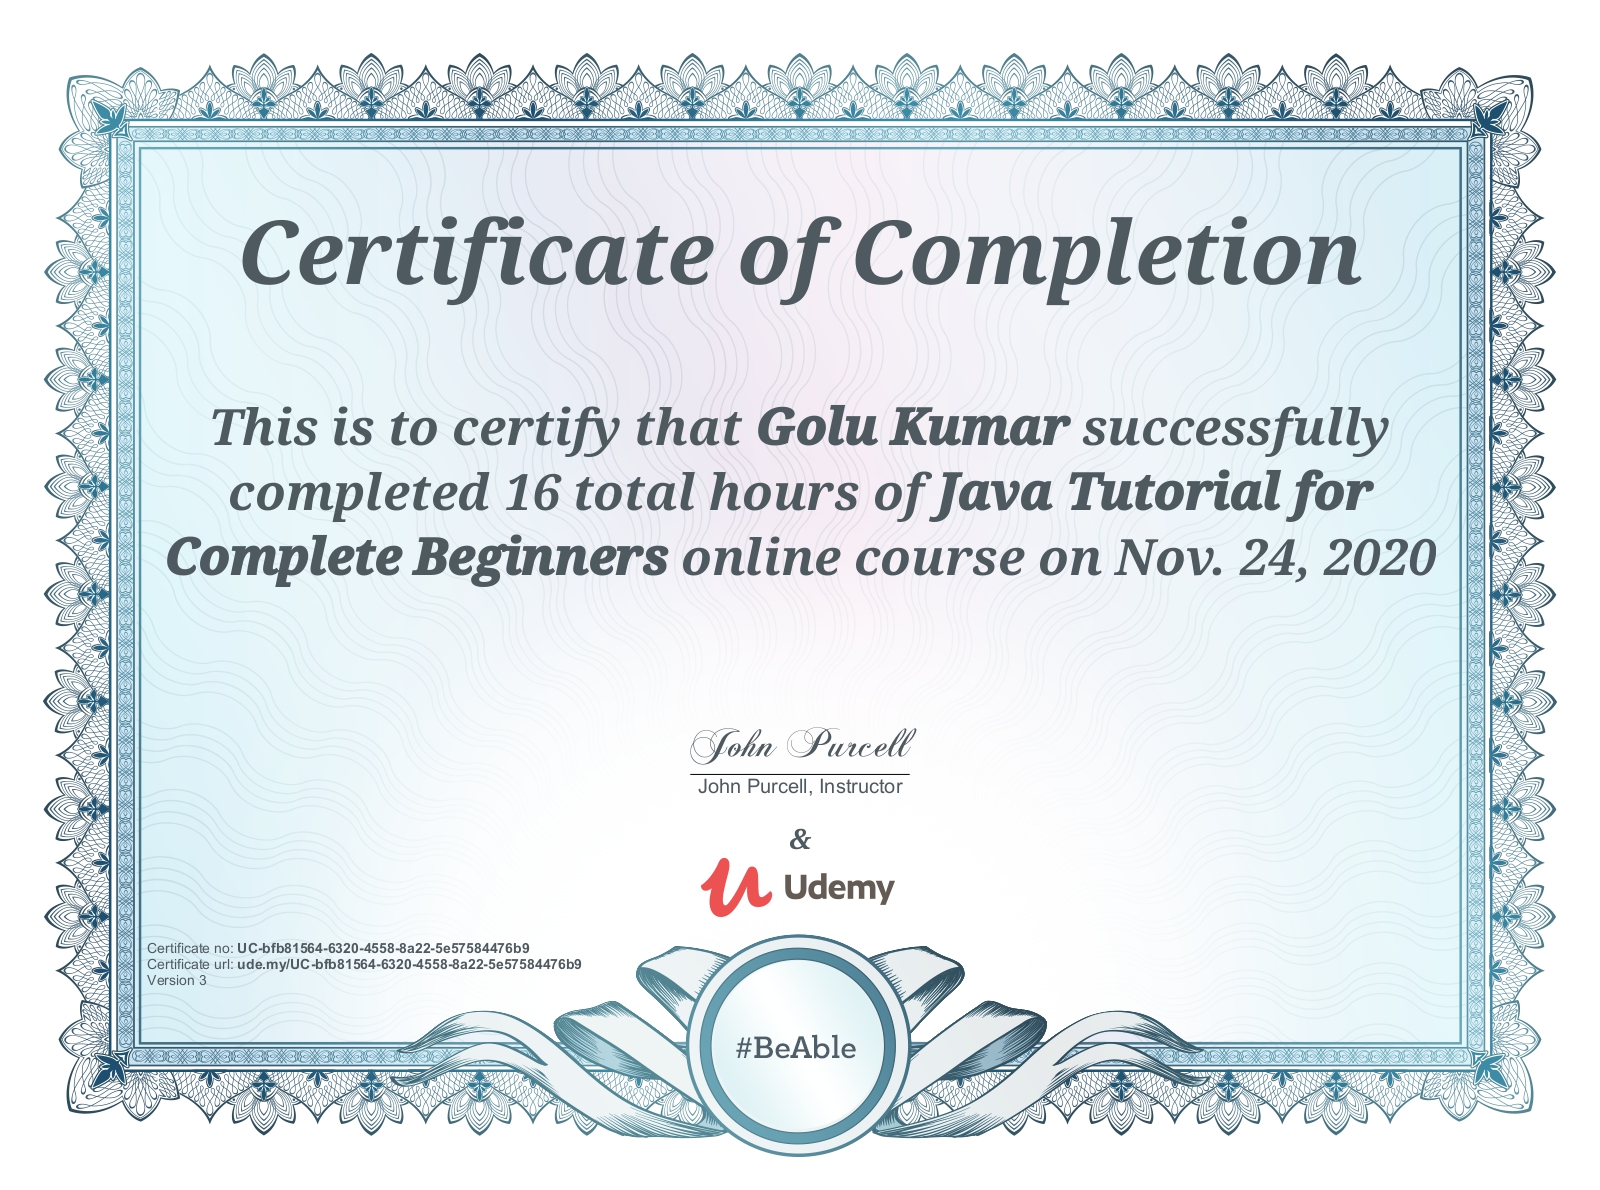 Certificate of Completion
This is to certify that Golu Kumar successfully
completed 16 total hours of Java Tutorial for
Complete Beginners online course on Nov. 24, 2020
John Purcell
John Purcell, Instructor
&
Udemy
Certificate no: UC-bfb81564-6320-4558-8a22-5e57584476b9
Certificate url: ude.my/UC-bfb81564-6320-4558-8a22-5e57584476b9
Version 3
#BeAble